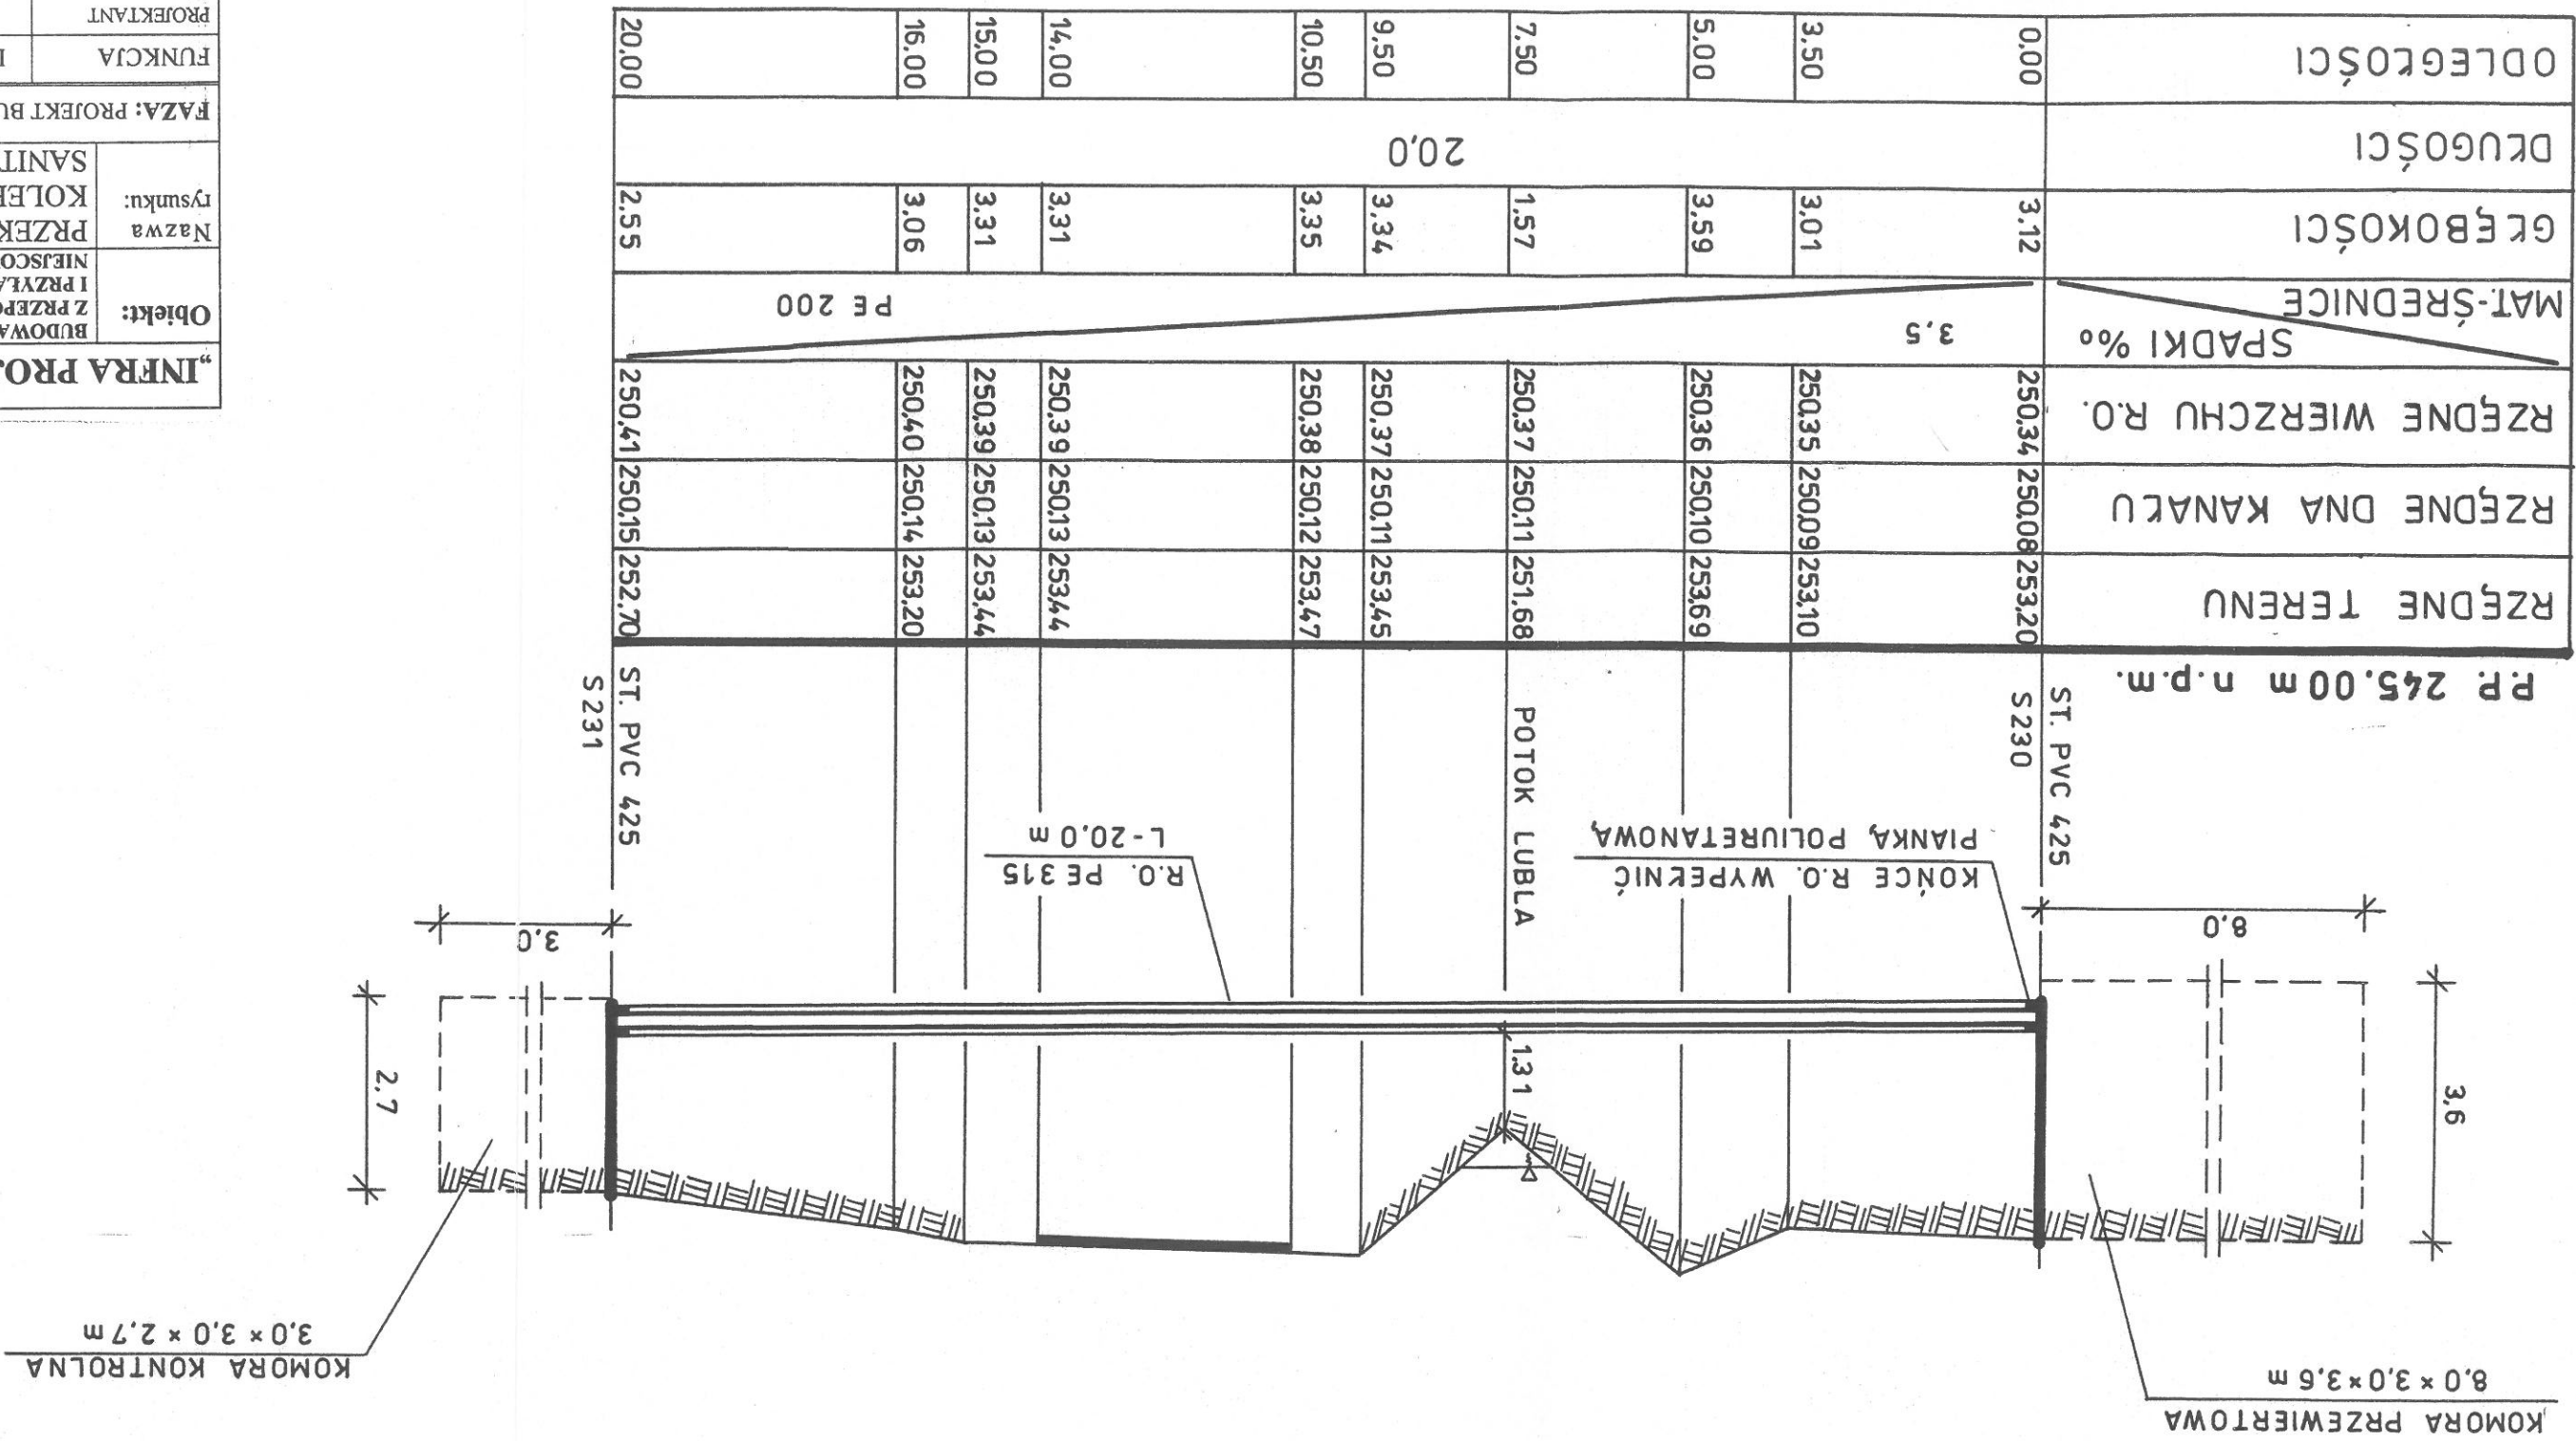 KOMORA PRZEWIERTOWA
8,0 × 3,0 × 3,6 m
KOMORA KONTROLNA
3,0 × 3,0 × 2,7 m
3,6
2,7
1,31
8,0
3,0
KOŃCE R.O. WYPEŁNIĆ
PIANKĄ POLIURETANOWĄ
R.O. PE 315
L-20,0 m
ST. PVC 425
S 230
POTOK LUBLA
ST. PVC 425
S 231
P.P. 245.00 m n.p.m.
RZĘDNE TERENU 253,20 253,10 253,69 251,68 253,45 253,47 253,44 253,44 253,20 252,70
RZĘDNE DNA KANAŁU 250,08 250,09 250,10 250,11 250,11 250,12 250,13 250,13 250,14 250,15
RZĘDNE WIERZCHU R.O. 250,34 250,35 250,36 250,37 250,37 250,38 250,39 250,39 250,40 250,41
SPADKI ‰ 3,5
MAT.-ŚREDNICE PE 200
GŁĘBOKOŚCI 3.12 3,01 3,59 1,57 3,34 3,35 3,31 3,31 3,06 2,55
DŁUGOŚCI 20,0
ODLEGŁOŚCI 0,00 3,50 5,00 7,50 9,50 10,50 14,00 15,00 16,00 20,00
„INFRA PRO
Obiekt:
BUDOWA
Z PRZEP
I PRZYŁ
NIEJSCO
Nazwa
rysunku:
PRZEK
KOLE
SANIT
FAZA: PROJEKT BU
FUNKCJA
PROJEKTANT